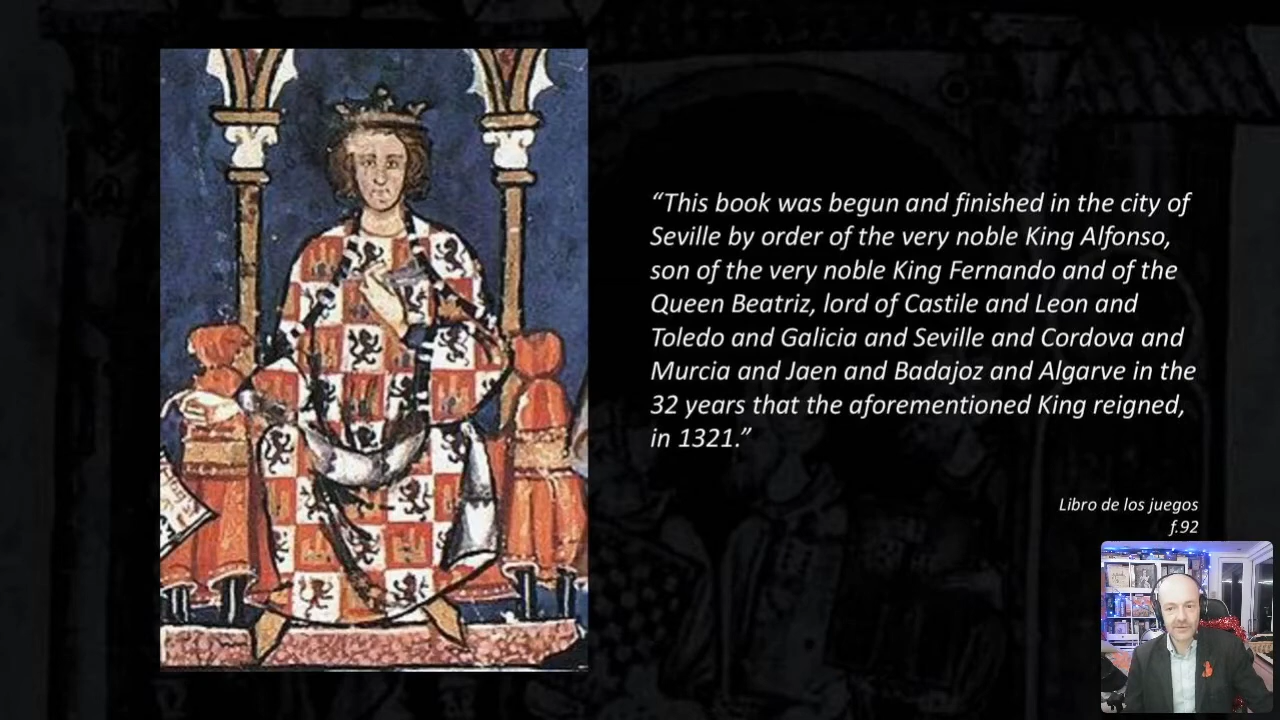 “This book was begun and finished in the city of
Seville by order of the very noble King Alfonso,
son of the very noble King Fernando and of the
Queen Beatriz, lord of Castile and Leon and
Toledo and Galicia and Seville and Cordova and
Murcia and Jaen and Badajoz and Algarve in the
32 years that the aforementioned King reigned,
in 1321.”
Libro de los juegos
f.92